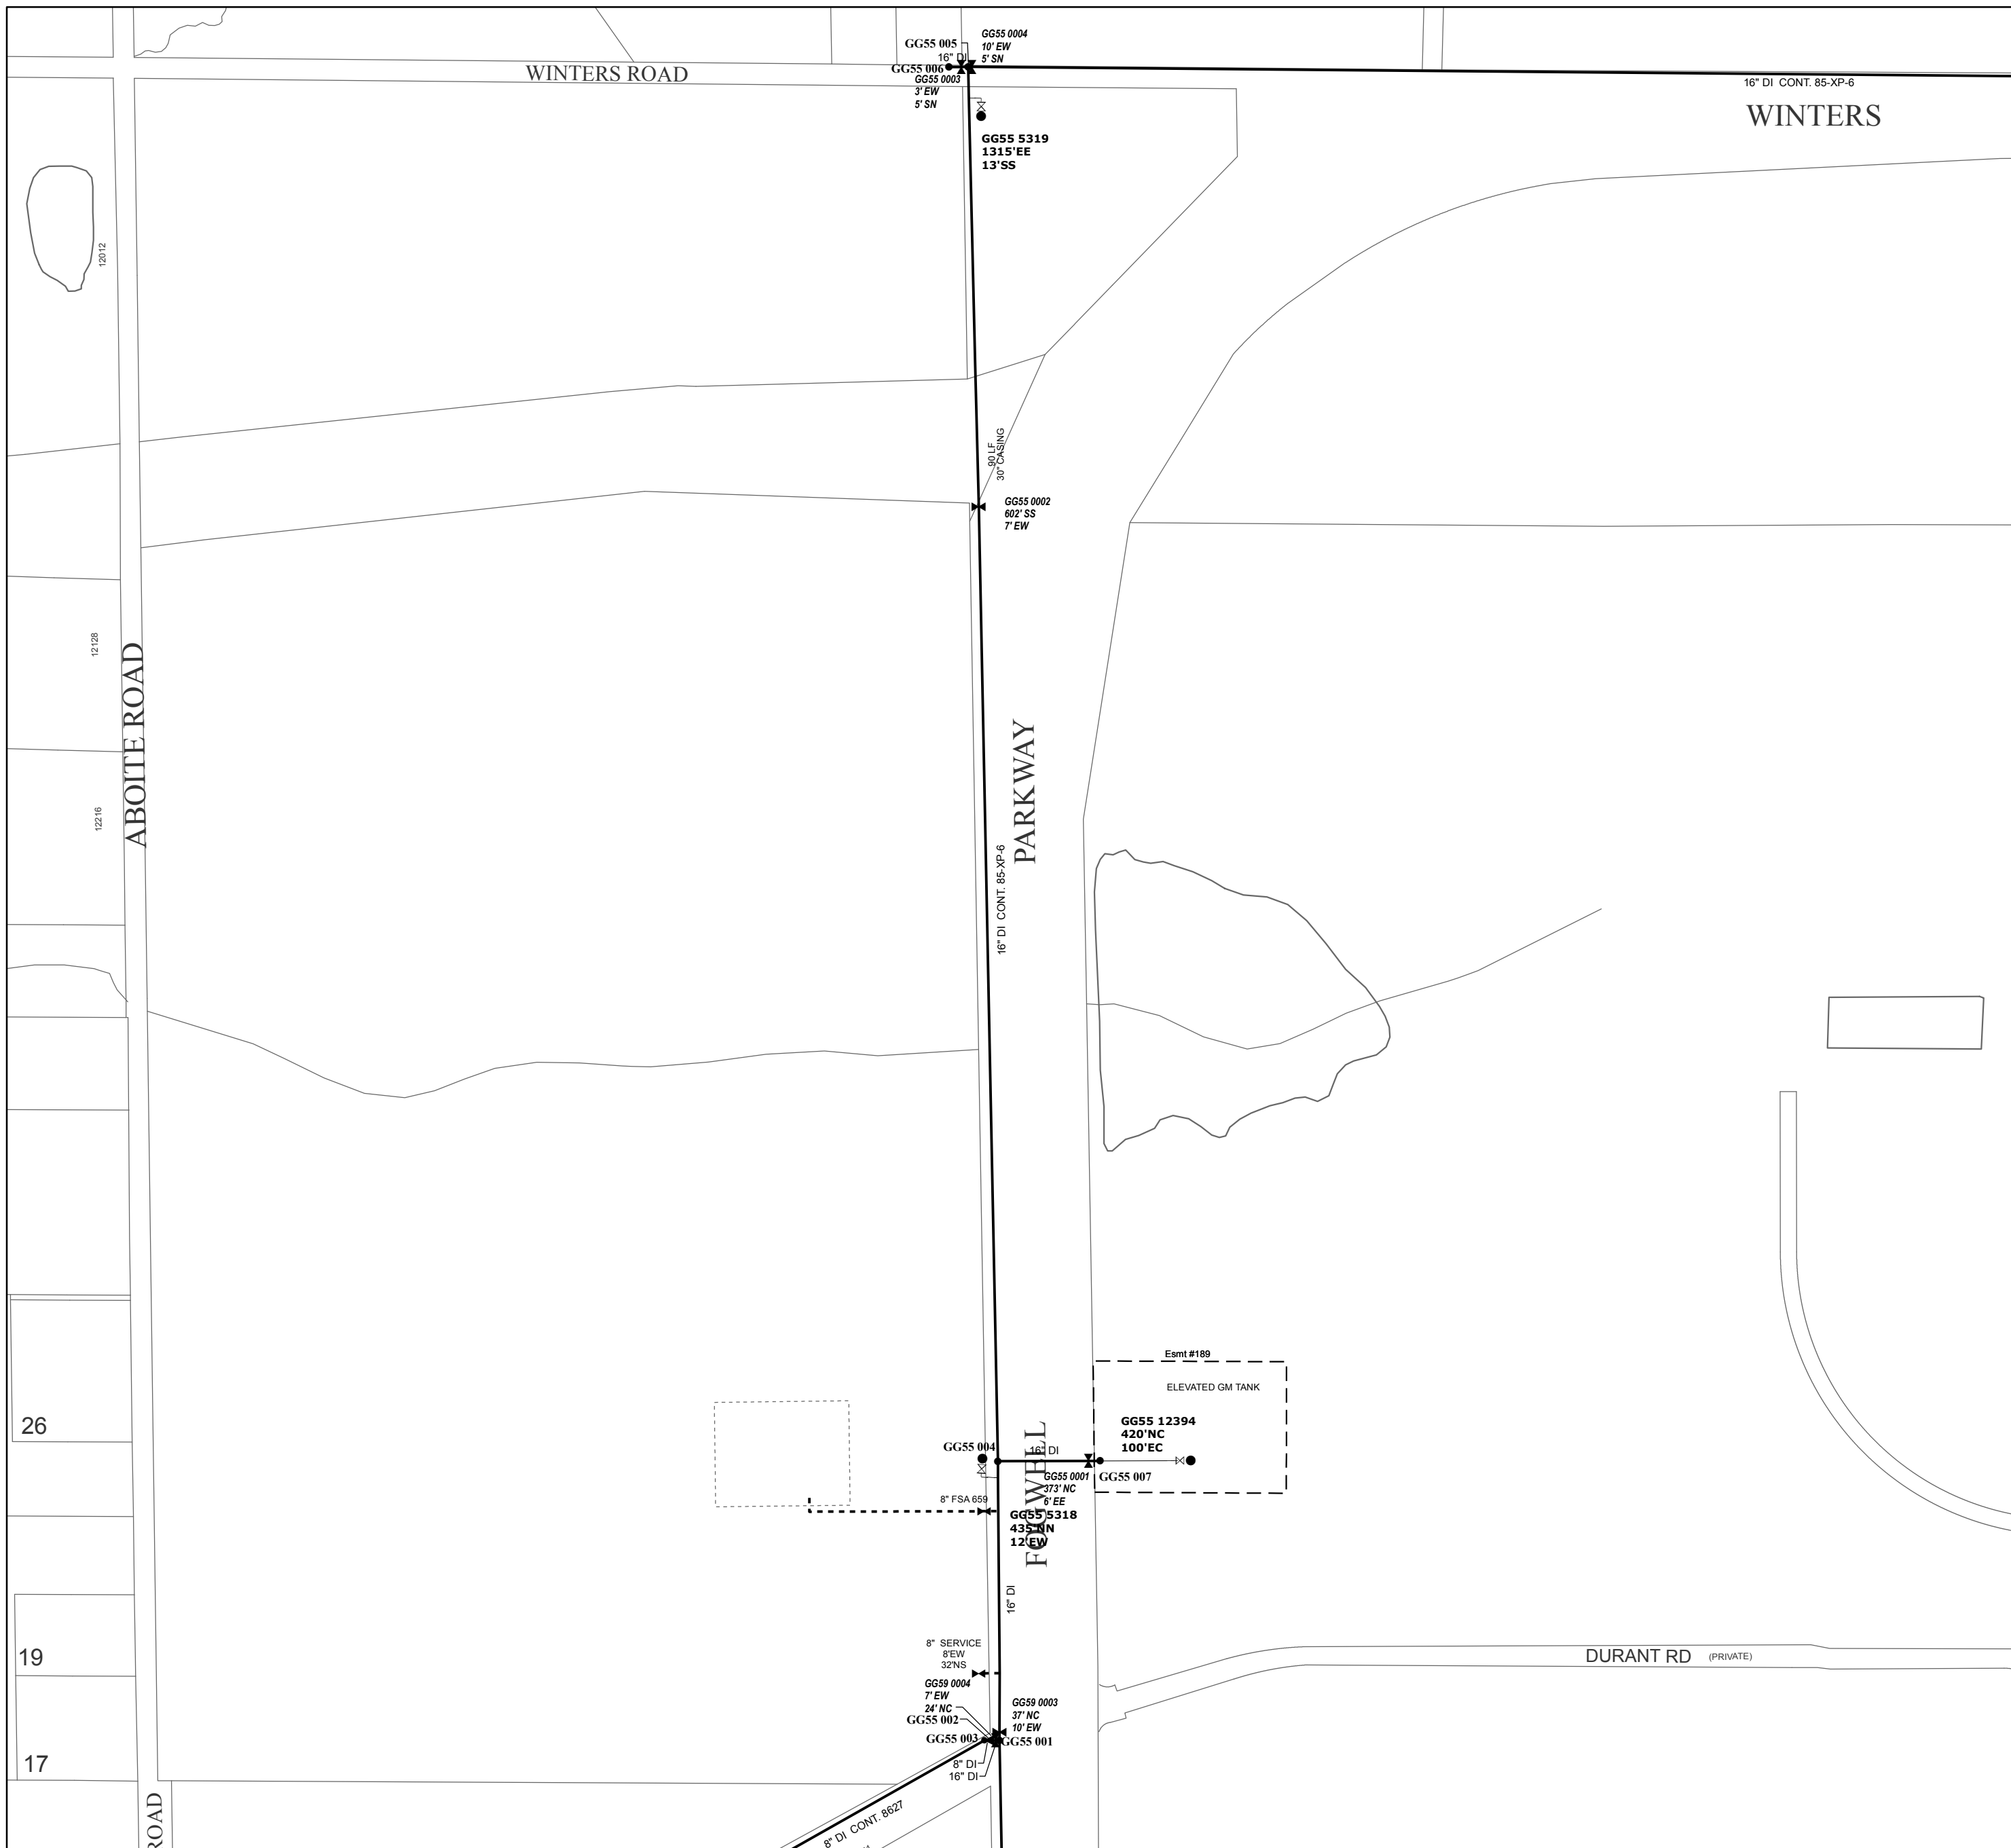 GG55 005
GG55 0004
10' EW
5' SN
16" DI
GG55 006
GG55 0003
3' EW
5' SN
WINTERS ROAD
16" DI CONT. 85-XP-6
WINTERS
GG55 5319
1315'EE
13'SS
12012
90 LF
30" CASING
GG55 0002
602' SS
7' EW
12128
ABOITE ROAD
PARKWAY
12216
16" DI CONT. 85-XP-6
Esmt #189
ELEVATED GM TANK
26
GG55 12394
420'NC
100'EC
GG55 004
16" DI
GG55 0001
373' NC
6' EE
GG55 007
8" FSA 659
GG55 5318
435'NN
12'EW
FOGWELL
16" DI
8" SERVICE
8'EW
32'NS
19
DURANT RD (PRIVATE)
GG59 0004
7' EW
24' NC
GG59 0003
37' NC
10' EW
GG55 002
GG55 003
GG55 001
17
8" DI
16" DI
ROAD
8" DI CONT. 8627